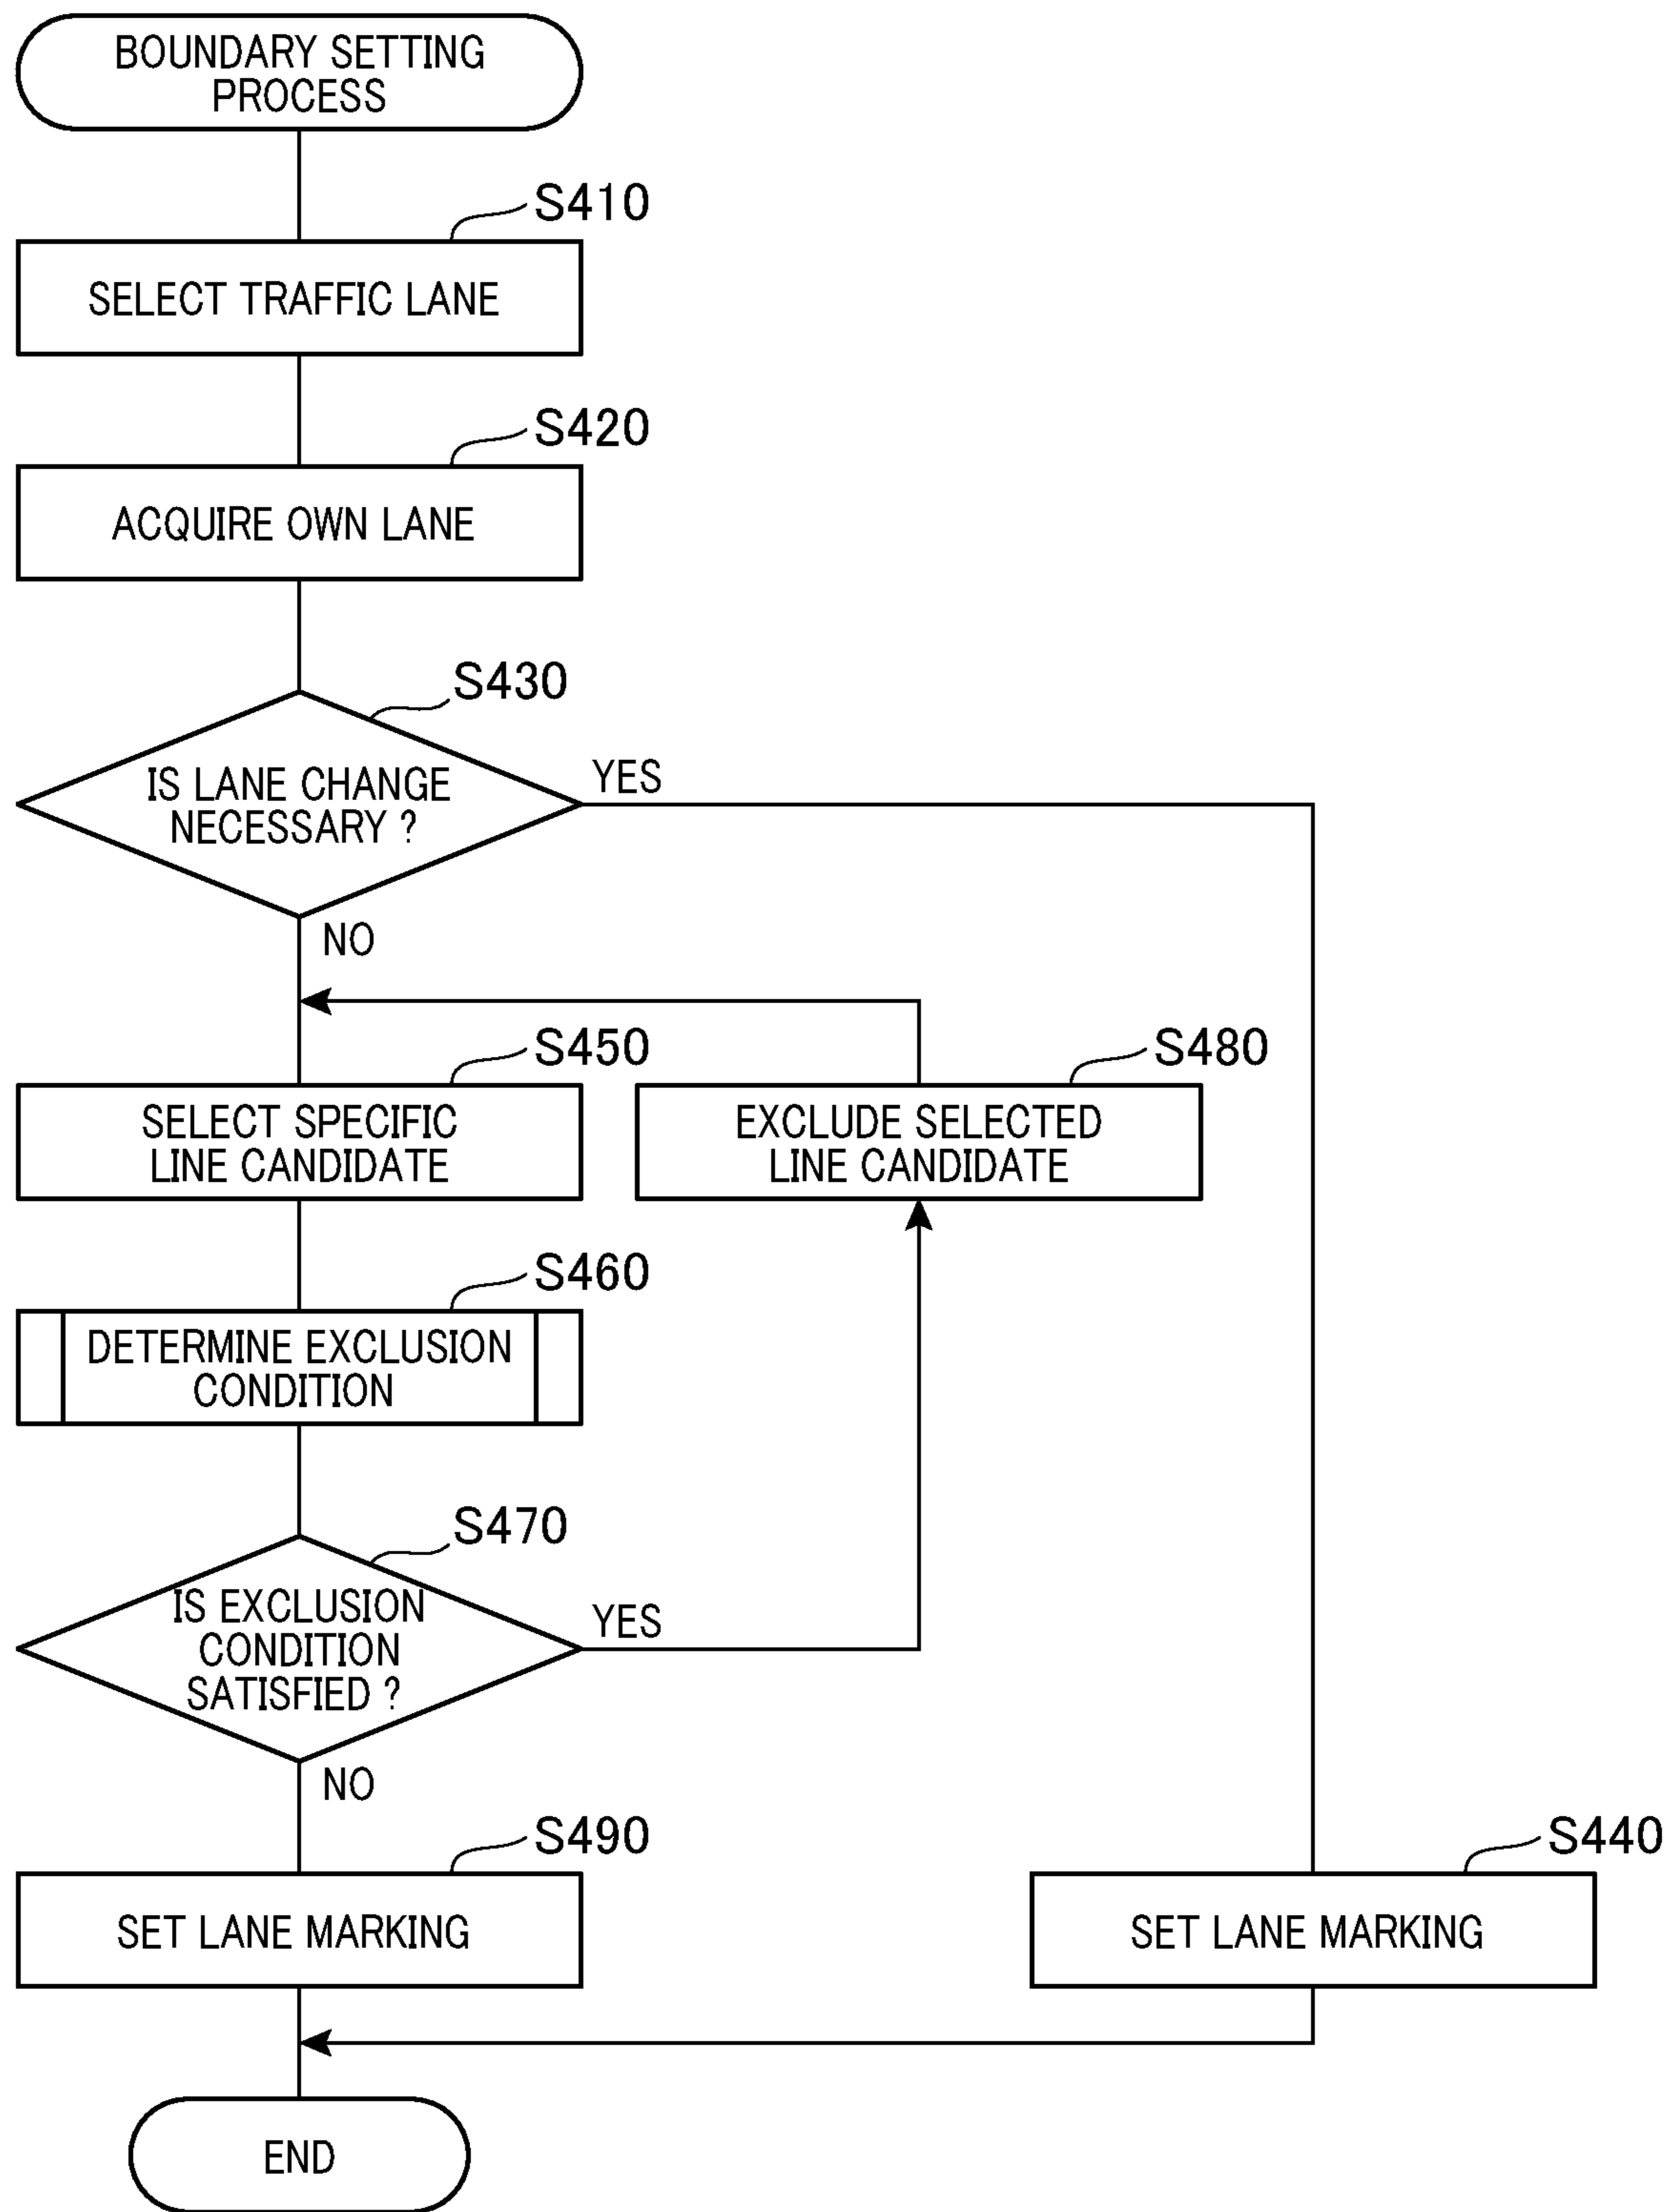 BOUNDARY SETTING
PROCESS
S410
SELECT TRAFFIC LANE
S420
ACQUIRE OWN LANE
S430
IS LANE CHANGE
NECESSARY ?
YES
NO
S450
SELECT SPECIFIC
LINE CANDIDATE
S480
EXCLUDE SELECTED
LINE CANDIDATE
S460
DETERMINE EXCLUSION
CONDITION
S470
IS EXCLUSION
CONDITION
SATISFIED ?
YES
NO
S490
SET LANE MARKING
S440
SET LANE MARKING
END